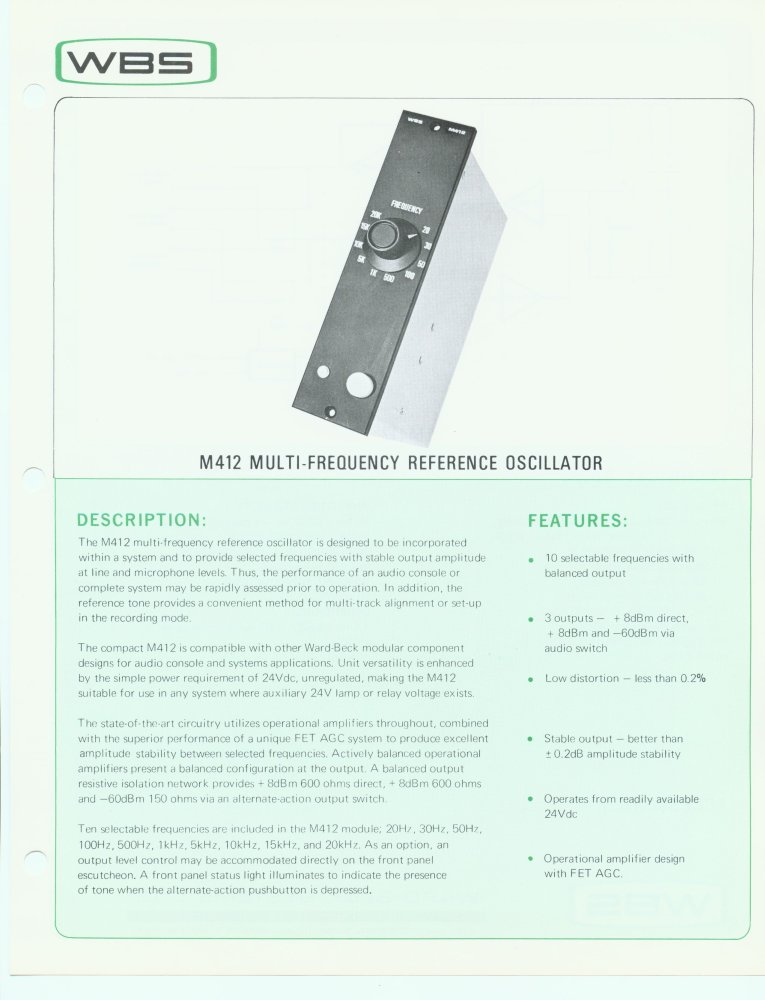 WBS
WBS M412
FREQUENCY
20K 20
15K 30
10K 50
5K 100
1K 500
M412 MULTI-FREQUENCY REFERENCE OSCILLATOR
DESCRIPTION:
The M412 multi-frequency reference oscillator is designed to be incorporated
within a system and to provide selected frequencies with stable output amplitude
at line and microphone levels. Thus, the performance of an audio console or
complete system may be rapidly assessed prior to operation. In addition, the
reference tone provides a convenient method for multi-track alignment or set-up
in the recording mode.
The compact M412 is compatible with other Ward-Beck modular component
designs for audio console and systems applications. Unit versatility is enhanced
by the simple power requirement of 24Vdc, unregulated, making the M412
suitable for use in any system where auxiliary 24V lamp or relay voltage exists.
The state-of-the-art circuitry utilizes operational amplifiers throughout, combined
with the superior performance of a unique FET AGC system to produce excellent
amplitude stability between selected frequencies. Actively balanced operational
amplifiers present a balanced configuration at the output. A balanced output
resistive isolation network provides + 8dBm 600 ohms direct, + 8dBm 600 ohms
and −60dBm 150 ohms via an alternate-action output switch.
Ten selectable frequencies are included in the M412 module; 20Hz, 30Hz, 50Hz,
100Hz, 500Hz, 1kHz, 5kHz, 10kHz, 15kHz, and 20kHz. As an option, an
output level control may be accommodated directly on the front panel
escutcheon. A front panel status light illuminates to indicate the presence
of tone when the alternate-action pushbutton is depressed.
FEATURES:
• 10 selectable frequencies with
balanced output
• 3 outputs − + 8dBm direct,
+ 8dBm and −60dBm via
audio switch
• Low distortion − less than 0.2%
• Stable output − better than
± 0.2dB amplitude stability
• Operates from readily available
24Vdc
• Operational amplifier design
with FET AGC.